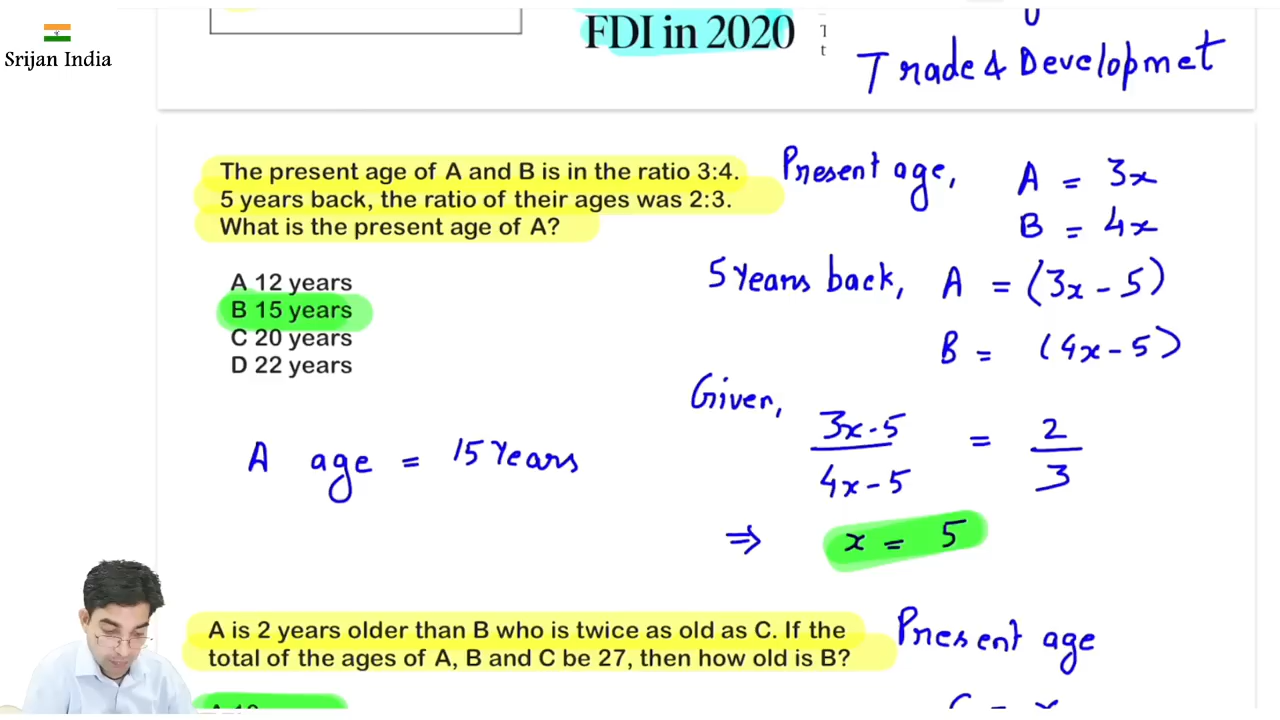 Srijan India
FDI in 2020
Trade & Developmet
The present age of A and B is in the ratio 3:4.
5 years back, the ratio of their ages was 2:3.
What is the present age of A?
A 12 years
B 15 years
C 20 years
D 22 years
A age = 15 Years
Present age,
A = 3x
B = 4x
5 Years back, A = (3x - 5)
B = (4x - 5)
Given,
3x - 5
4x - 5
=
2
3
⇒ x = 5
A is 2 years older than B who is twice as old as C. If the
total of the ages of A, B and C be 27, then how old is B?
Present age